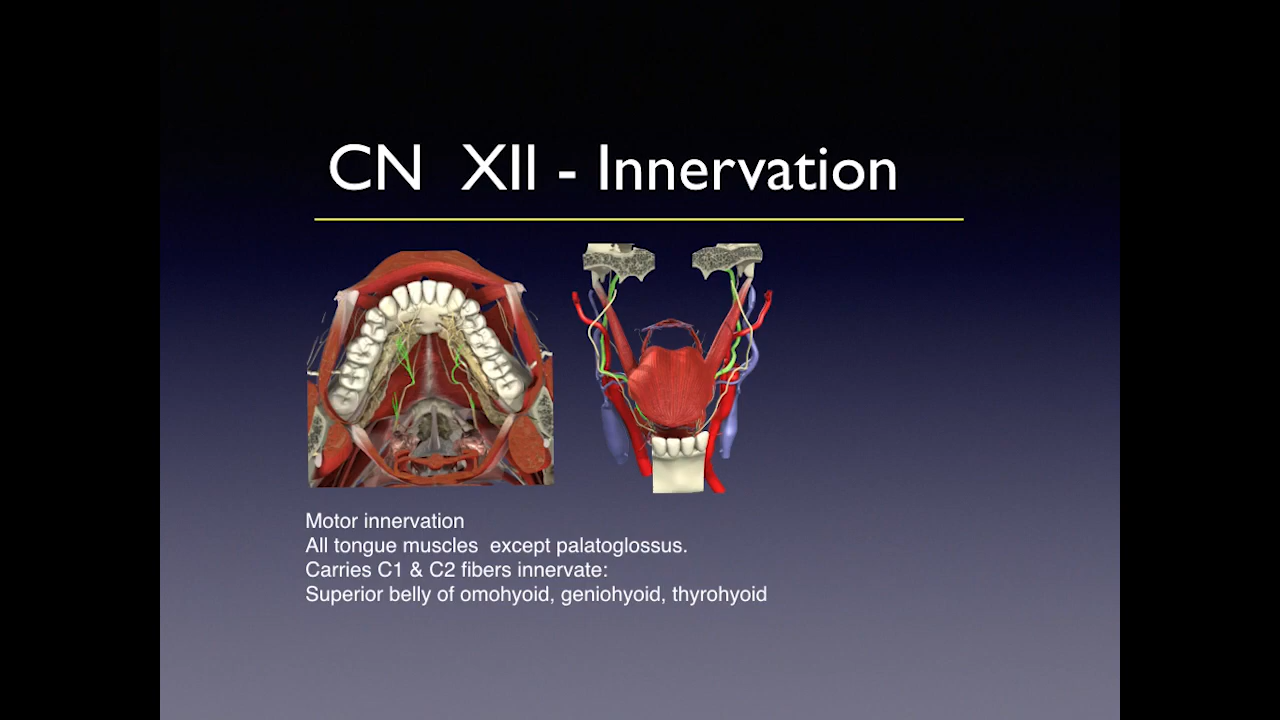 CN XII - Innervation
Motor innervation
All tongue muscles except palatoglossus.
Carries C1 & C2 fibers innervate:
Superior belly of omohyoid, geniohyoid, thyrohyoid